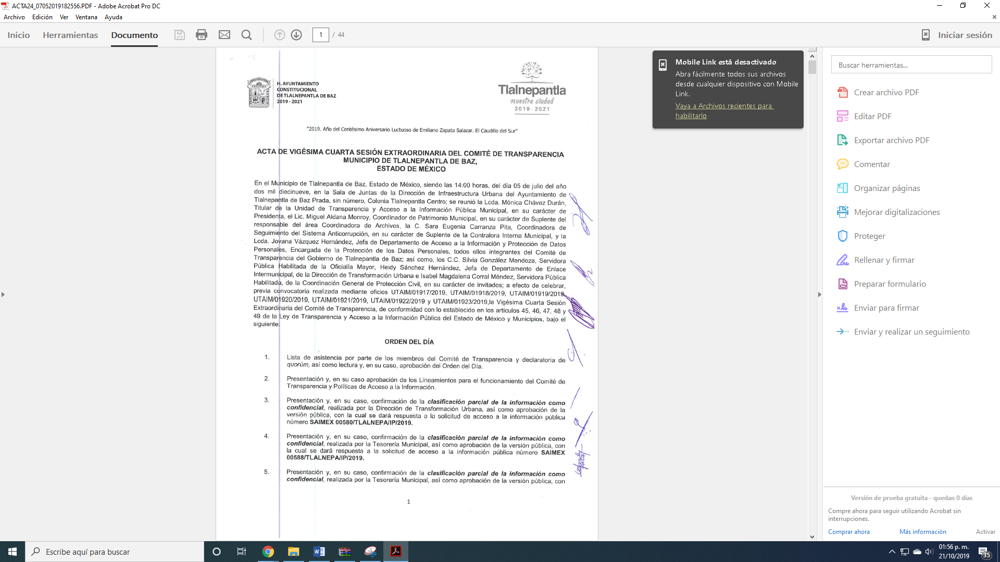 ACTA24_07052019182556.PDF - Adobe Acrobat Pro DC
Archivo Edición Ver Ventana Ayuda
Inicio Herramientas Documento 1 / 44 Iniciar sesión
H. AYUNTAMIENTO
CONSTITUCIONAL
DE TLALNEPANTLA DE BAZ
2019 - 2021
Tlalnepantla
nuestra ciudad
2019 - 2021
"2019. Año del Centésimo Aniversario Luctuoso de Emiliano Zapata Salazar. El Caudillo del Sur"
ACTA DE VIGÉSIMA CUARTA SESIÓN EXTRAORDINARIA DEL COMITÉ DE TRANSPARENCIA
MUNICIPIO DE TLALNEPANTLA DE BAZ,
ESTADO DE MÉXICO
En el Municipio de Tlalnepantla de Baz, Estado de México, siendo las 14:00 horas, del día 05 de julio del año
dos mil diecinueve, en la Sala de Juntas de la Dirección de Infraestructura Urbana del Ayuntamiento de
Tlalnepantla de Baz Prada, sin número, Colonia Tlalnepantla Centro; se reunió la Lcda. Mónica Chávez Durán,
Titular de la Unidad de Transparencia y Acceso a la Información Pública Municipal, en su carácter de
Presidenta, el Lic. Miguel Aldana Monroy, Coordinador de Patrimonio Municipal, en su carácter de Suplente del
responsable del área Coordinadora de Archivos, la C. Sara Eugenia Carranza Pita, Coordinadora de
Seguimiento del Sistema Anticorrupción, en su carácter de Suplente de la Contralora Interna Municipal, y la
Lcda. Jovana Vázquez Hernández, Jefa de Departamento de Acceso a la Información y Protección de Datos
Personales, Encargada de la Protección de los Datos Personales, todos ellos integrantes del Comité de
Transparencia del Gobierno de Tlalnepantla de Baz; así como, los C.C. Silvia González Mendoza, Servidora
Pública Habilitada de la Oficialía Mayor, Heidy Sánchez Hernández, Jefa de Departamento de Enlace
Intermunicipal, de la Dirección de Transformación Urbana e Isabel Magdalena Corral Méndez, Servidora Pública
Habilitada, de la Coordinación General de Protección Civil, en su carácter de invitados; a efecto de celebrar,
previa convocatoria realizada mediante oficios UTAIM/01917/2019, UTAIM/01918/2019, UTAIM/01919/2019,
UTAIM/01920/2019, UTAIM/01921/2019, UTAIM/01922/2019 y UTAIM/01923/2019,la Vigésima Cuarta Sesión
Extraordinaria del Comité de Transparencia, de conformidad con lo establecido en los artículos 45, 46, 47, 48 y
49 de la Ley de Transparencia y Acceso a la Información Pública del Estado de México y Municipios, bajo el
siguiente:
ORDEN DEL DÍA
1. Lista de asistencia por parte de los miembros del Comité de Transparencia y declaratoria de
quorúm, así como lectura y, en su caso, aprobación del Orden del Día.
2. Presentación y, en su caso aprobación de los Lineamientos para el funcionamiento del Comité de
Transparencia y Políticas de Acceso a la Información.
3. Presentación y, en su caso, confirmación de la clasificación parcial de la información como
confidencial, realizada por la Dirección de Transformación Urbana, así como aprobación de la
versión pública, con la cual se dará respuesta a la solicitud de acceso a la información pública
número SAIMEX 00580/TLALNEPA/IP/2019.
4. Presentación y, en su caso, confirmación de la clasificación parcial de la información como
confidencial, realizada por la Tesorería Municipal, así como aprobación de la versión pública, con
la cual se dará respuesta a la solicitud de acceso a la información pública número SAIMEX
00588/TLALNEPA/IP/2019.
5. Presentación y, en su caso, confirmación de la clasificación parcial de la información como
confidencial, realizada por la Tesorería Municipal, así como aprobación de la versión pública, con
1
Mobile Link está desactivado
Abra fácilmente todos sus archivos
desde cualquier dispositivo con Mobile
Link.
Vaya a Archivos recientes para
habilitarlo
Buscar herramientas...
Crear archivo PDF
Editar PDF
Exportar archivo PDF
Comentar
Organizar páginas
Mejorar digitalizaciones
Proteger
Rellenar y firmar
Preparar formulario
Enviar para firmar
Enviar y realizar un seguimiento
Versión de prueba gratuita - quedan 0 días
Compre ahora para seguir utilizando Acrobat sin
interrupciones.
Comprar ahora Más información Activar
Escribe aquí para buscar
01:56 p. m.
21/10/2019
35